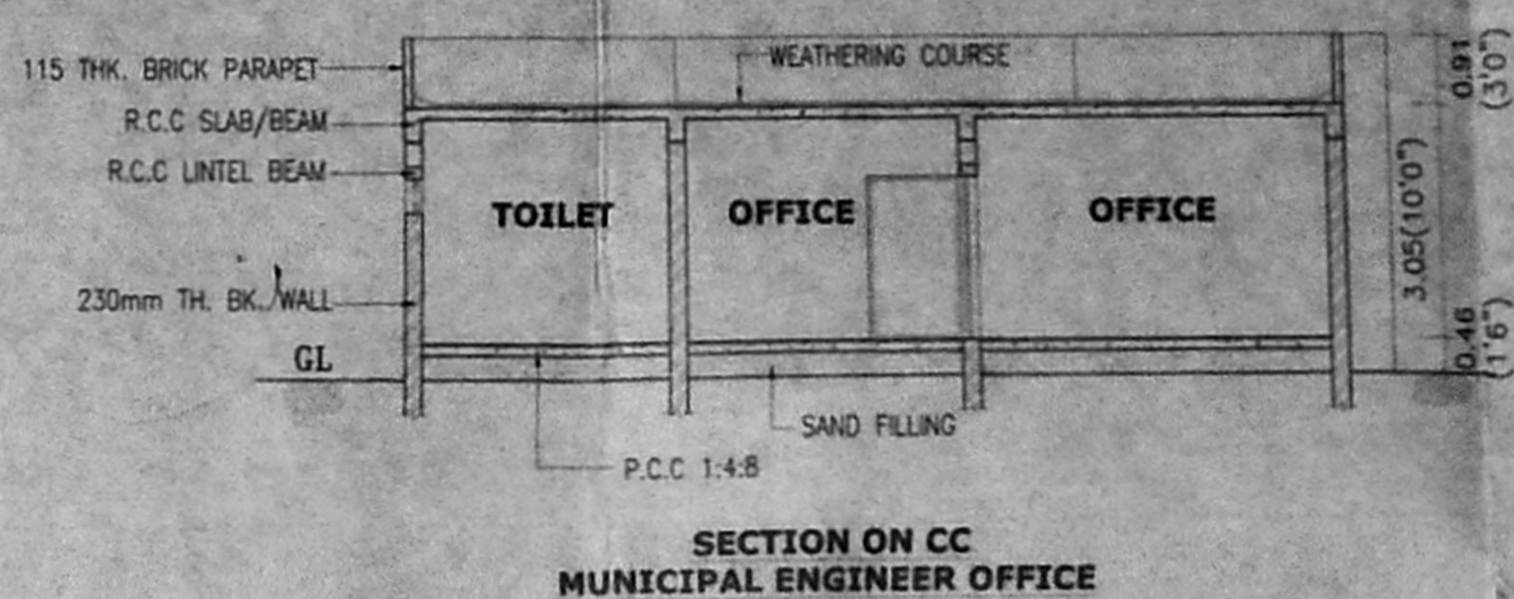 115 THK. BRICK PARAPET
WEATHERING COURSE
R.C.C SLAB/BEAM
R.C.C LINTEL BEAM
TOILET
OFFICE
OFFICE
230mm TH. BK. WALL
GL
SAND FILLING
P.C.C 1:4:8
0.91
(3'0")
3.05(10'0")
0.46
(1'6")
SECTION ON CC
MUNICIPAL ENGINEER OFFICE